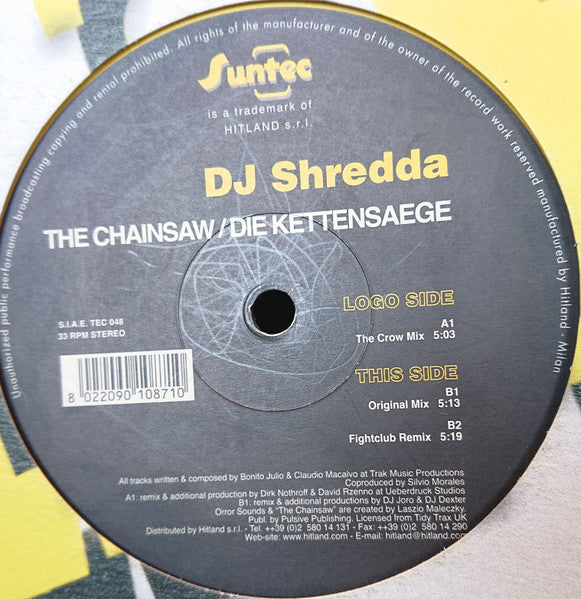 Unauthorized public performance broadcasting copying and rental prohibited. All rights of the manufacturer and of the owner of the record work reserved manufactured by Hitland - Milan
Suntec
is a trademark of
HITLAND s.r.l.
DJ Shredda
THE CHAINSAW / DIE KETTENSAEGE
LOGO SIDE
A1
The Crow Mix 5:03
THIS SIDE
B1
Original Mix 5:13
B2
Fightclub Remix 5:19
S.I.A.E. TEC 048
33 RPM STEREO
8 022090 108710
All tracks written & composed by Bonito Julio & Claudio Macalvo at Trak Music Productions
Coproduced by Silvio Morales
A1: remix & additional production by Dirk Nothroff & David Rzenno at Ueberdruck Studios
B1: remix & additional productions by DJ Joro & DJ Dexter
Orror Sounds & "The Chainsaw" are created by Laszio Maleczky.
Publ. by Pulsive Publishing. Licensed from Tidy Trax UK
Distributed by Hitland s.r.l. - Tel. ++39 (0)2 580 14 131 - Fax: ++39 (0)2 580 14 290
Web-site: www.hitland.com - E-mail: hitland@hitland.com